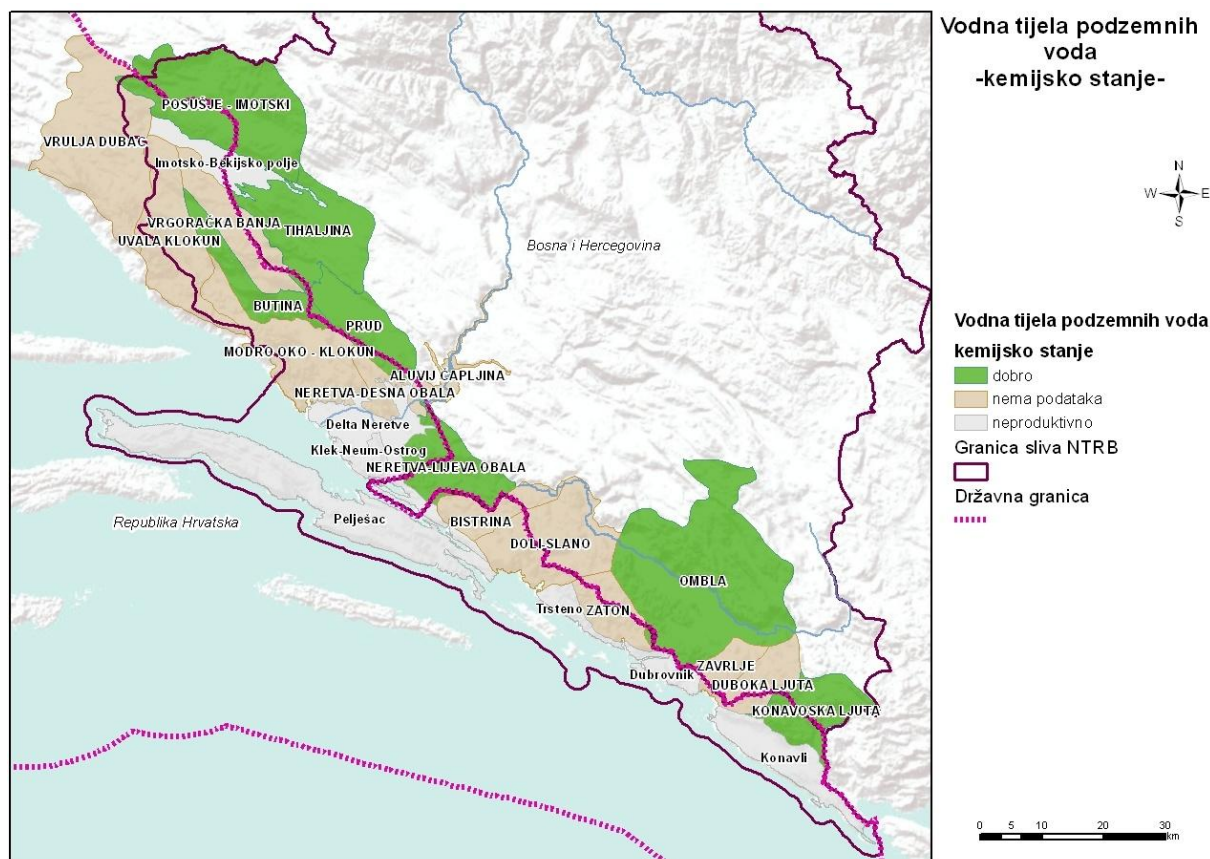 Vodna tijela podzemnih
voda
-kemijsko stanje-
N
W E
S
POSUŠJE - IMOTSKI
VRULJA DUBAC
Imotsko-Bekijsko polje
VRGORAČKA BANJA
TIHALJINA
UVALA KLOKUN
Bosna i Hercegovina
BUTINA
PRUD
MODRO OKO - KLOKUN
ALUVIJ ČAPLJINA
NERETVA-DESNA OBALA
Delta Neretve
Klek-Neum-Ostrog
NERETVA-LIJEVA OBALA
Republika Hrvatska
Pelješac
BISTRINA
DOLI-SLANO
OMBLA
Trsteno
ZATON
ZAVRLJE
Dubrovnik
DUBOKA LJUTA
KONAVOSKA LJUTA
Konavli
Vodna tijela podzemnih voda
kemijsko stanje
dobro
nema podataka
neproduktivno
Granica sliva NTRB
Državna granica
0 5 10 20 30
km